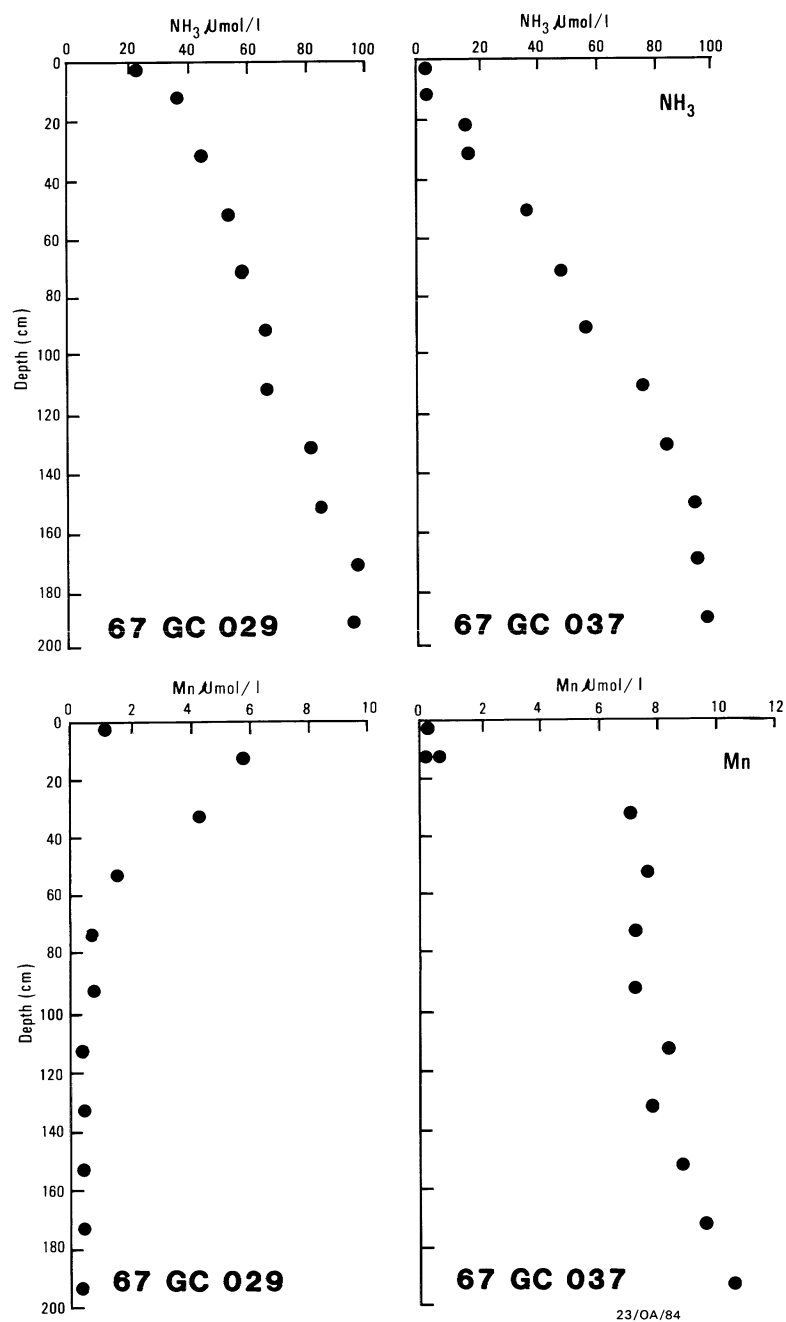 NH₃ µmol/l
0 20 40 60 80 100
0
20
40
60
80
100
120
140
160
180
200
Depth (cm)
67 GC 029
NH₃ µmol/l
0 20 40 60 80 100
NH₃
67 GC 037
Mn µmol/l
0 2 4 6 8 10
0
20
40
60
80
100
120
140
160
180
200
Depth (cm)
67 GC 029
Mn µmol/l
0 2 4 6 8 10 12
Mn
67 GC 037
23/OA/84